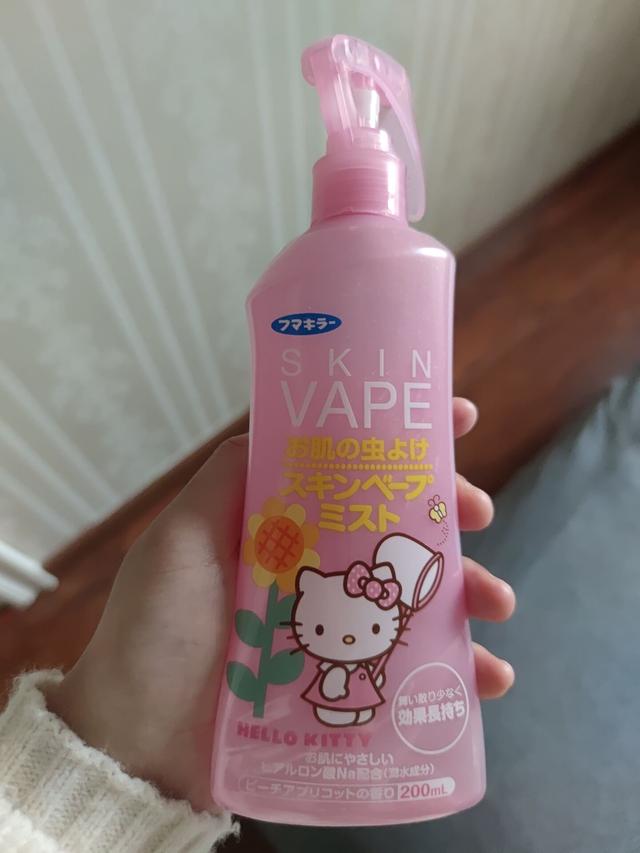 フマキラー
SKIN
VAPE
お肌の虫よけ
スキンベープ
ミスト
舞い散り少なく
効果長持ち
HELLO KITTY
お肌にやさしい
ヒアルロン酸Na配合(潤水成分)
ピーチアプリコットの香り 200mL